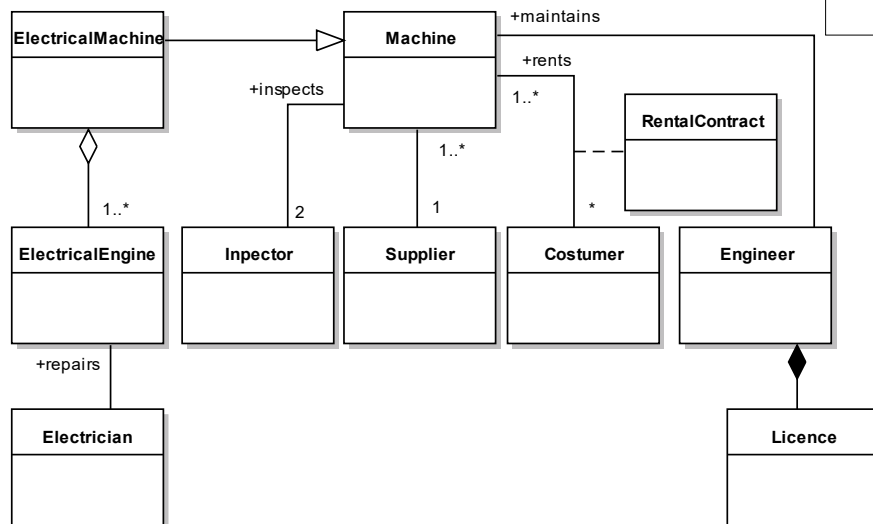 +maintains
ElectricalMachine
Machine
+rents
+inspects
1..*
RentalContract
1..*
1..*
2
1
*
ElectricalEngine
Inpector
Supplier
Costumer
Engineer
+repairs
Electrician
Licence